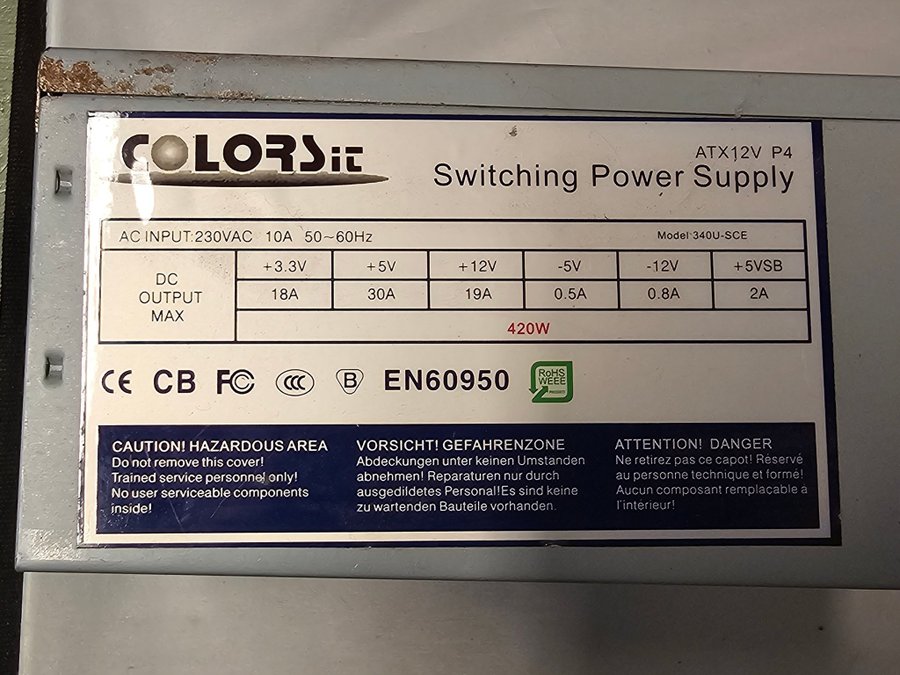 COLORSit
ATX12V P4
Switching Power Supply
AC INPUT:230VAC 10A 50~60Hz
Model 340U-SCE
DC OUTPUT MAX
+3.3V +5V +12V -5V -12V +5VSB
18A 30A 19A 0.5A 0.8A 2A
420W
CE CB FC CCC B EN60950 RoHS WEEE
CAUTION! HAZARDOUS AREA
Do not remove this cover!
Trained service personnel only!
No user serviceable components
inside!
VORSICHT! GEFAHRENZONE
Abdeckungen unter keinen Umstanden
abnehmen! Reparaturen nur durch
ausgedildetes Personal!Es sind keine
zu wartenden Bauteile vorhanden.
ATTENTION! DANGER
Ne retirez pas ce capot! Réservé
au personne technique et formé!
Aucun composant remplaçable à
l'interieur!